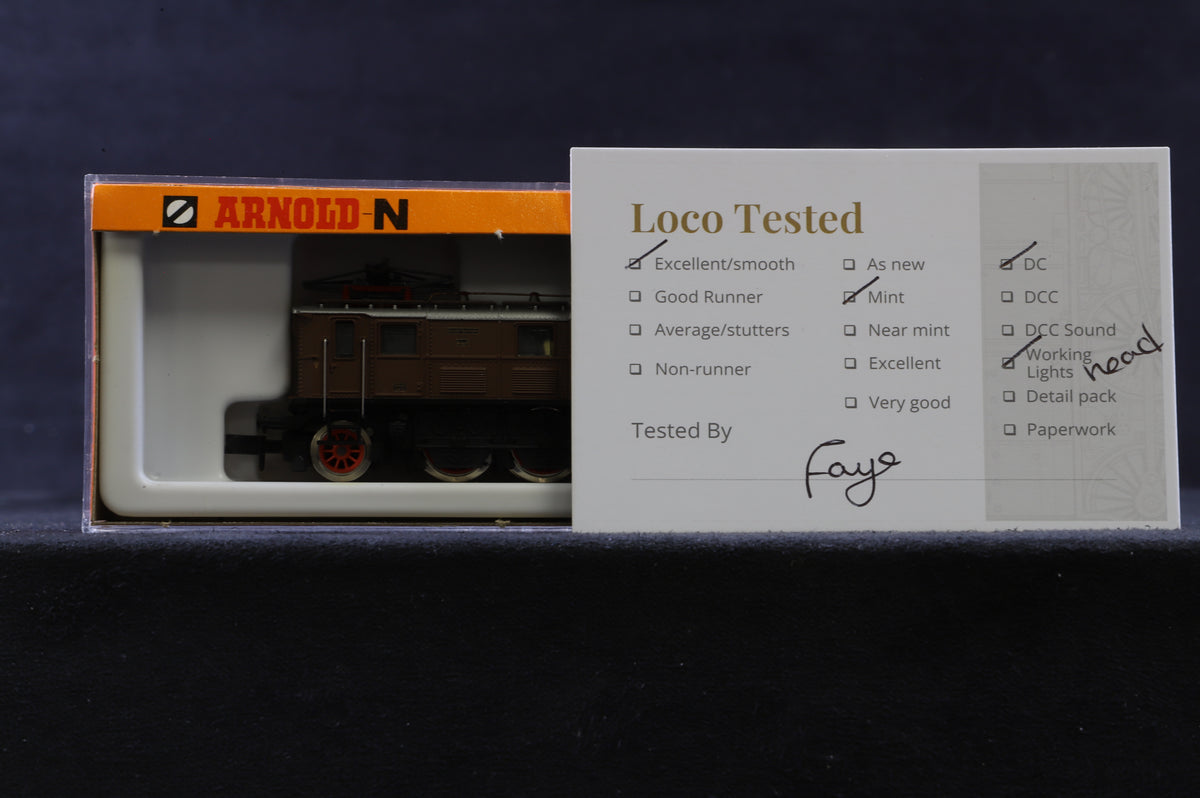 ARNOLD-N
Loco Tested
Excellent/smooth
Good Runner
Average/stutters
Non-runner
As new
Mint
Near mint
Excellent
Very good
DC
DCC
DCC Sound
Working
Lights head
Detail pack
Paperwork
Tested By
Faye